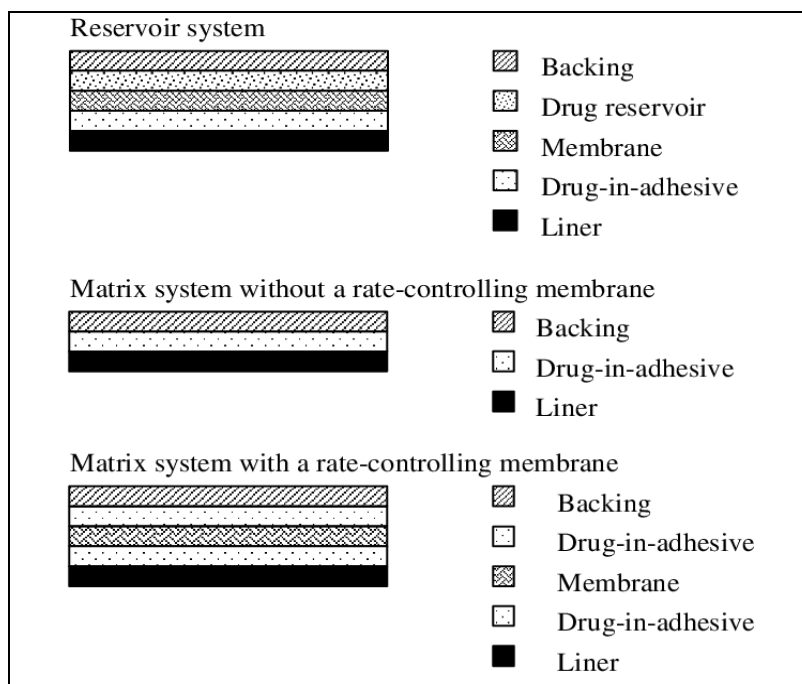 Reservoir system
Backing
Drug reservoir
Membrane
Drug-in-adhesive
Liner
Matrix system without a rate-controlling membrane
Backing
Drug-in-adhesive
Liner
Matrix system with a rate-controlling membrane
Backing
Drug-in-adhesive
Membrane
Drug-in-adhesive
Liner